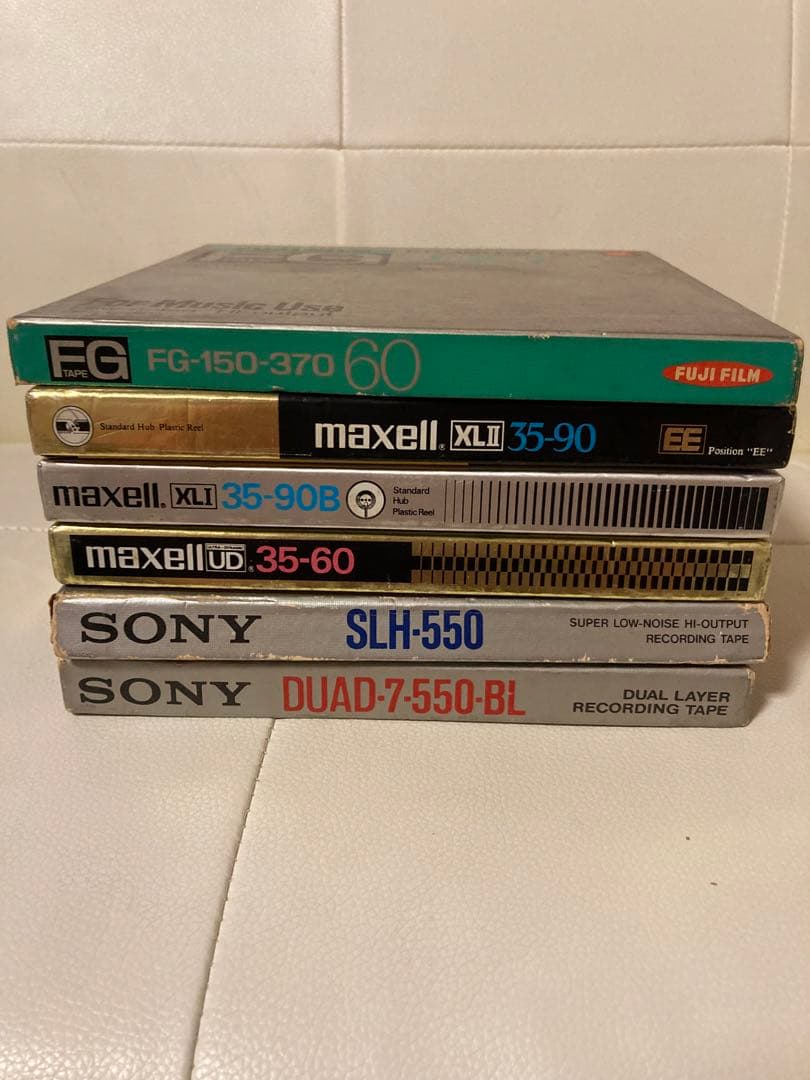 For Music Use
FG
TAPE
FG-150-370 60
FUJI FILM
Standard Hub Plastic Reel
maxell® XLII 35-90
EE
Position "EE"
maxell® XLI 35-90B
Standard
Hub
Plastic Reel
maxell UD® 35-60
SONY SLH-550
SUPER LOW-NOISE HI-OUTPUT
RECORDING TAPE
SONY DUAD-7-550-BL
DUAL LAYER
RECORDING TAPE